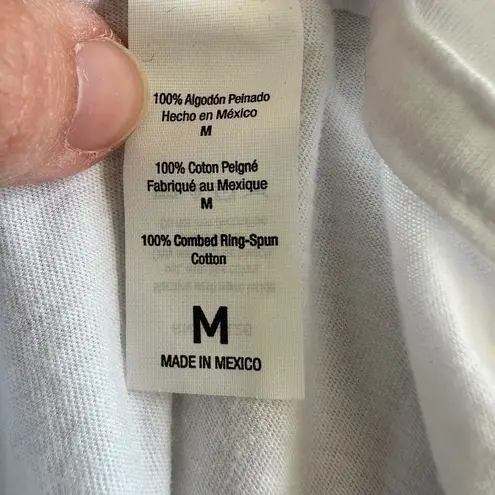 100% Algodón Peinado
Hecho en México
M
100% Coton Peigné
Fabriqué au Mexique
M
100% Combed Ring-Spun
Cotton
M
MADE IN MEXICO